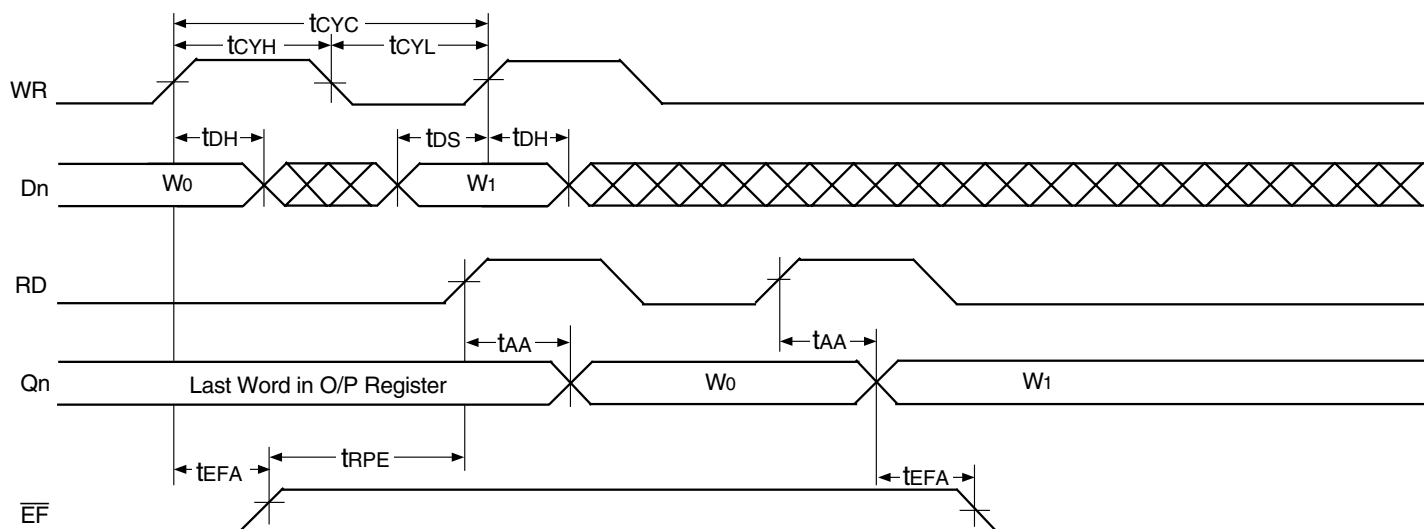 tCYC
tCYH tCYL
WR
tDH tDS tDH
Dn W0 W1
RD
tAA tAA
Qn Last Word in O/P Register W0 W1
tEFA tRPE tEFA
EF